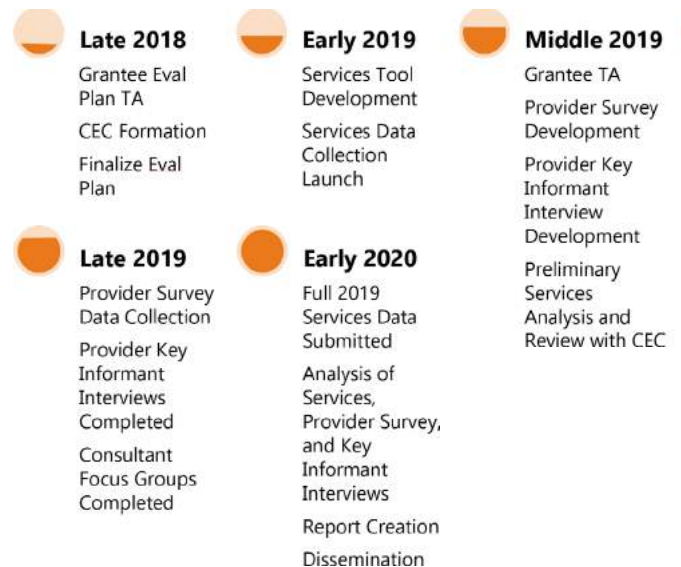 Late 2018
Grantee Eval
Plan TA
CEC Formation
Finalize Eval
Plan
Early 2019
Services Tool
Development
Services Data
Collection
Launch
Middle 2019
Grantee TA
Provider Survey
Development
Provider Key
Informant
Interview
Development
Preliminary
Services
Analysis and
Review with CEC
Late 2019
Provider Survey
Data Collection
Provider Key
Informant
Interviews
Completed
Consultant
Focus Groups
Completed
Early 2020
Full 2019
Services Data
Submitted
Analysis of
Services,
Provider Survey,
and Key
Informant
Interviews
Report Creation
Dissemination